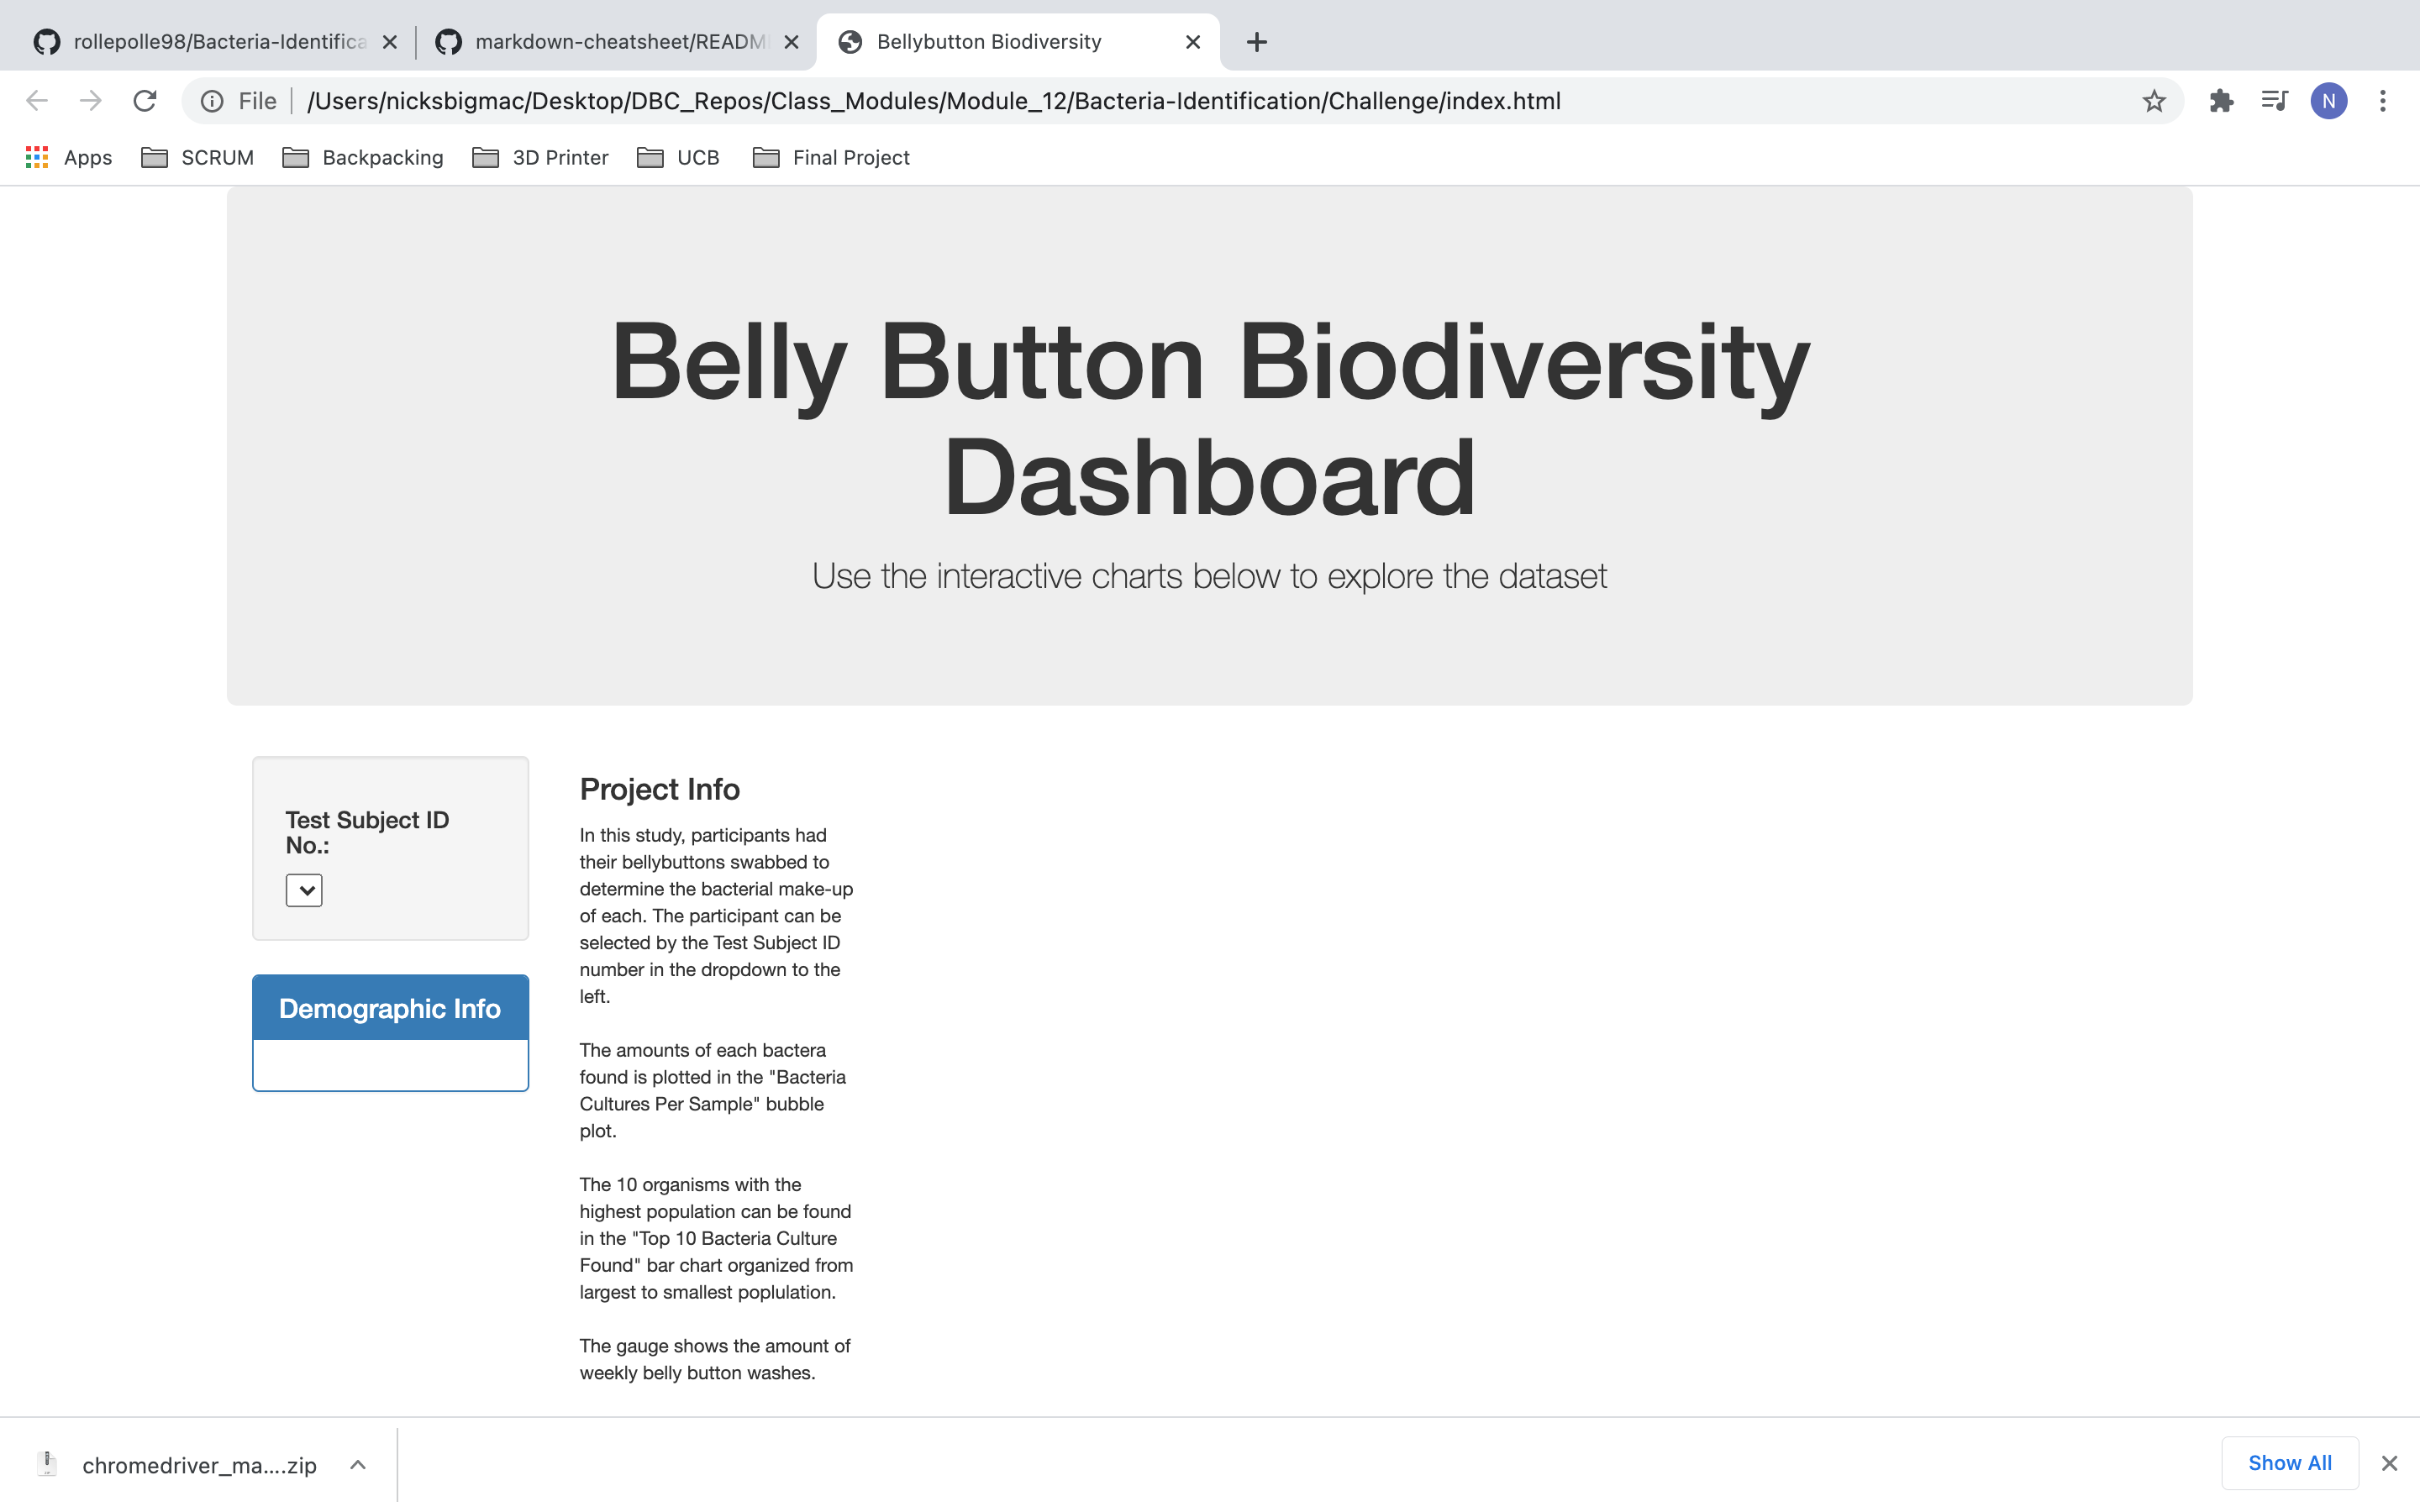 rollepolle98/Bacteria-Identifica
markdown-cheatsheet/READM
Bellybutton Biodiversity
File /Users/nicksbigmac/Desktop/DBC_Repos/Class_Modules/Module_12/Bacteria-Identification/Challenge/index.html
N
Apps SCRUM Backpacking 3D Printer UCB Final Project
Belly Button Biodiversity
Dashboard
Use the interactive charts below to explore the dataset
Test Subject ID
No.:
Demographic Info
Project Info
In this study, participants had
their bellybuttons swabbed to
determine the bacterial make-up
of each. The participant can be
selected by the Test Subject ID
number in the dropdown to the
left.
The amounts of each bactera
found is plotted in the "Bacteria
Cultures Per Sample" bubble
plot.
The 10 organisms with the
highest population can be found
in the "Top 10 Bacteria Culture
Found" bar chart organized from
largest to smallest poplulation.
The gauge shows the amount of
weekly belly button washes.
chromedriver_ma....zip
Show All